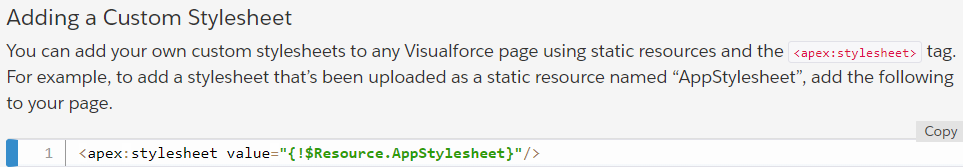 Adding a Custom Stylesheet
You can add your own custom stylesheets to any Visualforce page using static resources and the <apex:stylesheet> tag.
For example, to add a stylesheet that’s been uploaded as a static resource named “AppStylesheet”, add the following
to your page.
Copy
1 <apex:stylesheet value="{!$Resource.AppStylesheet}"/>